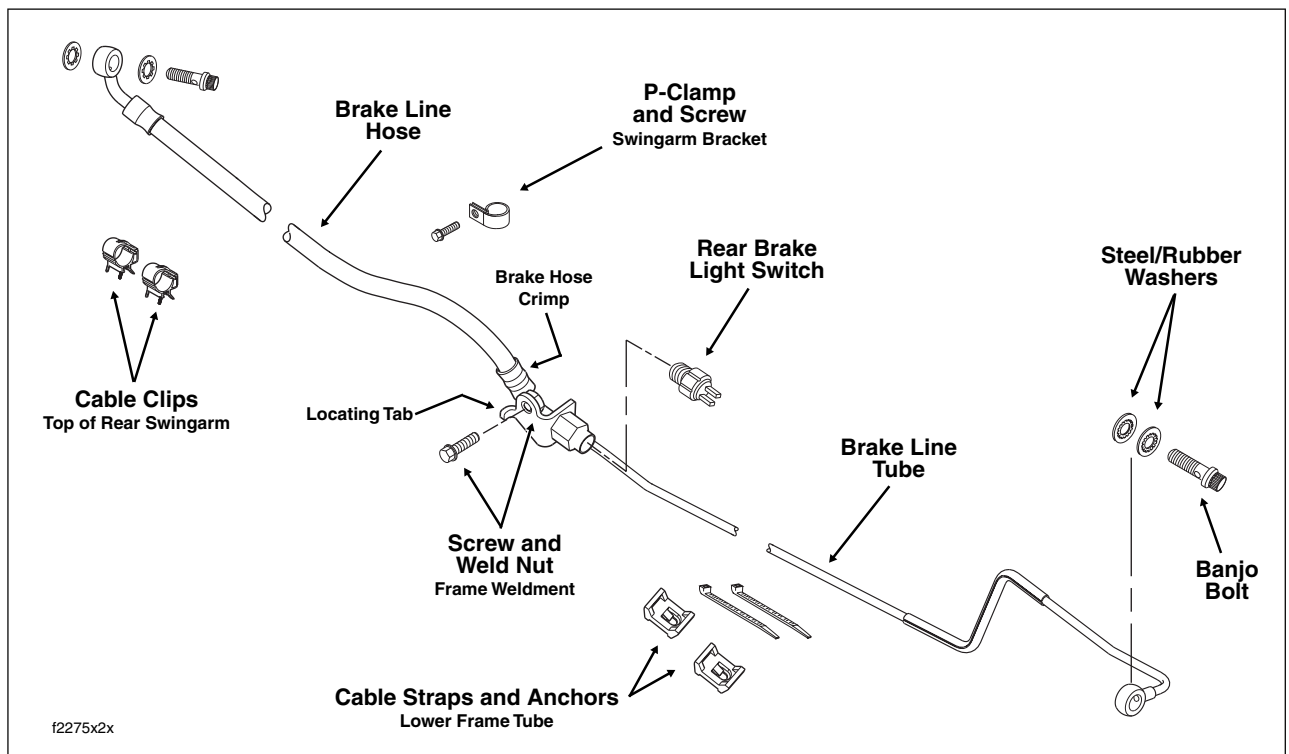 Brake Line
Hose
P-Clamp
and Screw
Swingarm Bracket
Rear Brake
Light Switch
Steel/Rubber
Washers
Brake Hose
Crimp
Cable Clips
Top of Rear Swingarm
Locating Tab
Brake Line
Tube
Screw and
Weld Nut
Frame Weldment
Banjo
Bolt
Cable Straps and Anchors
Lower Frame Tube
f2275x2x